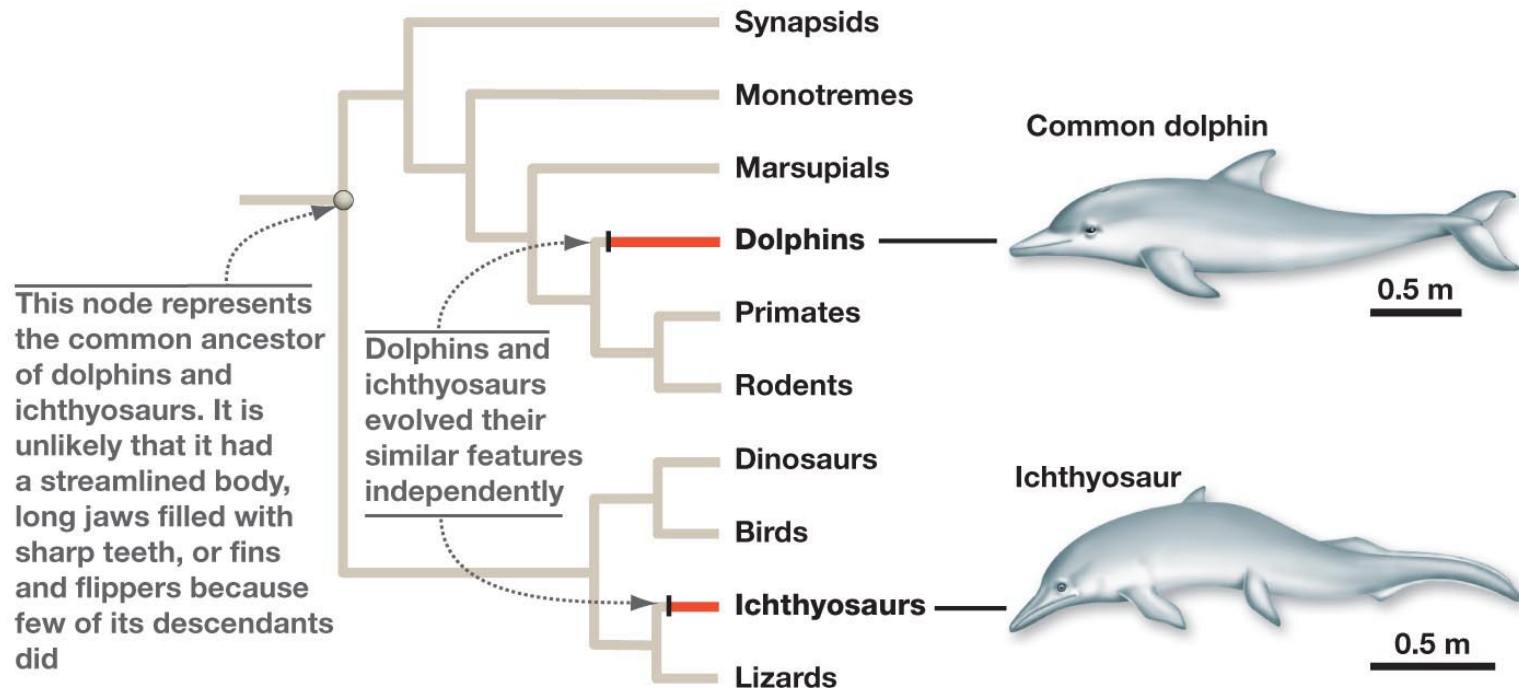 Synapsids
Monotremes
Common dolphin
Marsupials
Dolphins
0.5 m
This node represents
the common ancestor
of dolphins and
ichthyosaurs. It is
unlikely that it had
a streamlined body,
long jaws filled with
sharp teeth, or fins
and flippers because
few of its descendants
did
Dolphins and
ichthyosaurs
evolved their
similar features
independently
Primates
Rodents
Dinosaurs
Ichthyosaur
Birds
Ichthyosaurs
0.5 m
Lizards